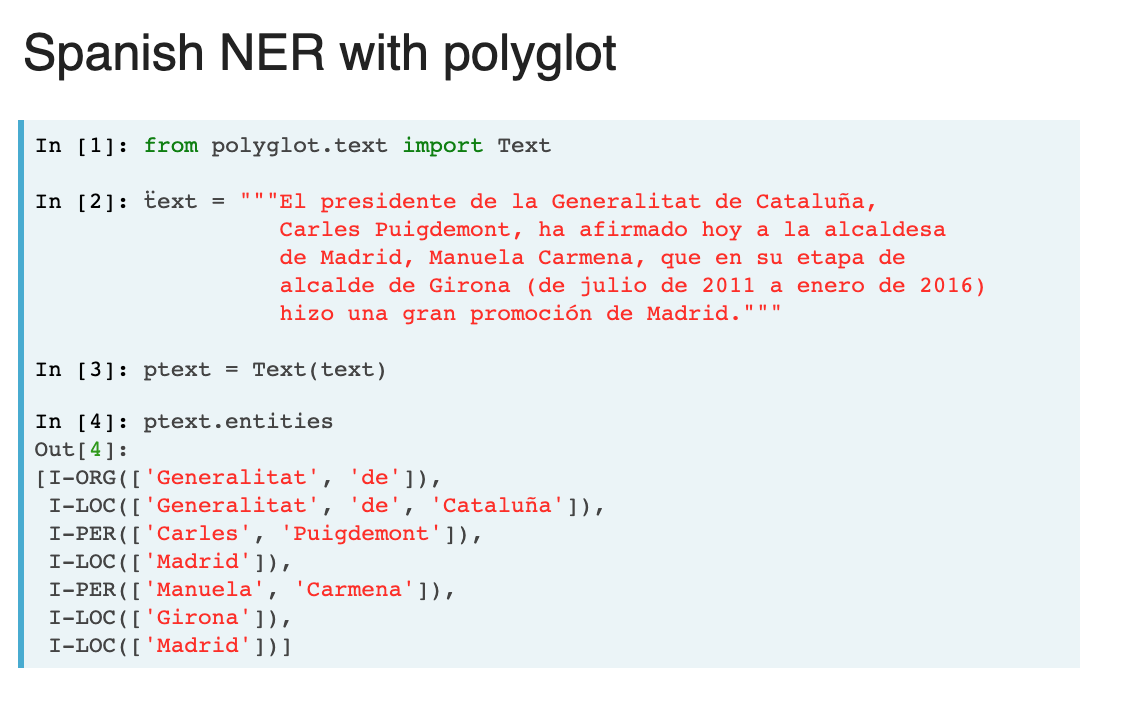 Spanish NER with polyglot
In [1]: from polyglot.text import Text
In [2]: ẗext = """El presidente de la Generalitat de Cataluña,
Carles Puigdemont, ha afirmado hoy a la alcaldesa
de Madrid, Manuela Carmena, que en su etapa de
alcalde de Girona (de julio de 2011 a enero de 2016)
hizo una gran promoción de Madrid."""
In [3]: ptext = Text(text)
In [4]: ptext.entities
Out[4]:
[I-ORG(['Generalitat', 'de']),
I-LOC(['Generalitat', 'de', 'Cataluña']),
I-PER(['Carles', 'Puigdemont']),
I-LOC(['Madrid']),
I-PER(['Manuela', 'Carmena']),
I-LOC(['Girona']),
I-LOC(['Madrid'])]